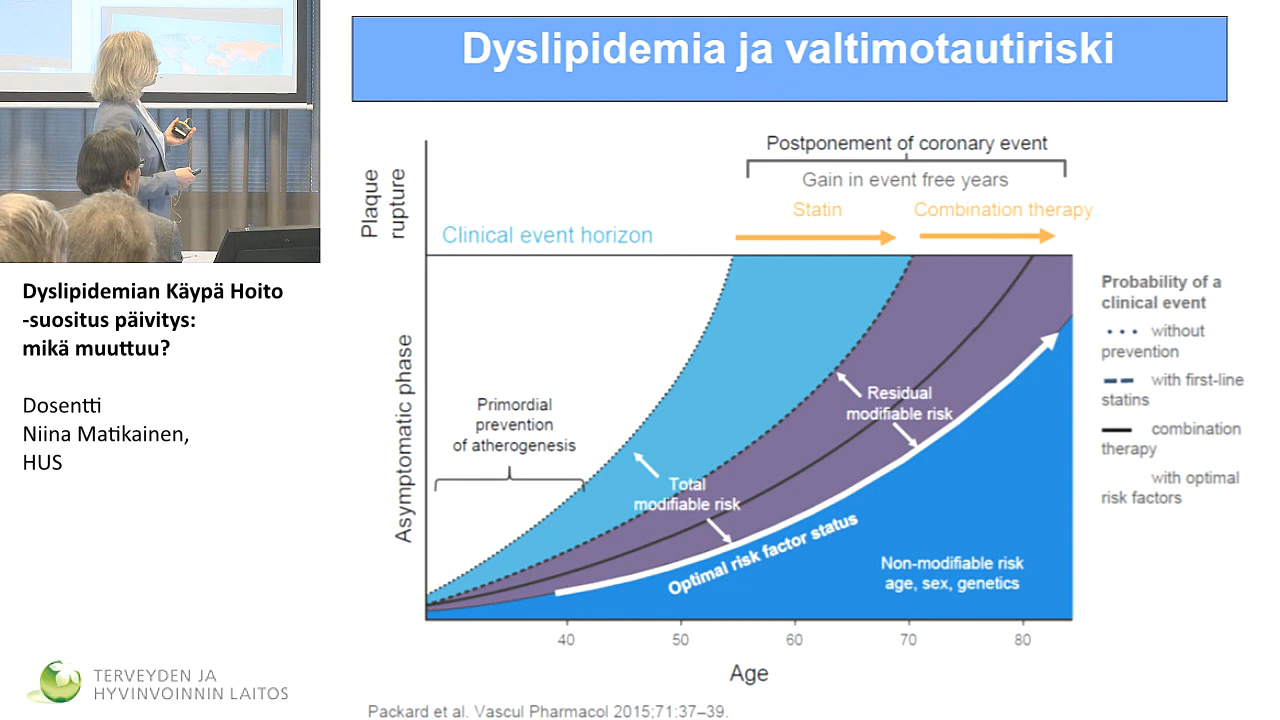 Dyslipidemia ja valtimotautiriski
Dyslipidemian Käypä Hoito
-suositus päivitys:
mikä muuttuu?
Dosentti
Niina Matikainen,
HUS
TERVEYDEN JA
HYVINVOINNIN LAITOS
Plaque
rupture
Asymptomatic phase
Postponement of coronary event
Gain in event free years
Statin
Combination therapy
Clinical event horizon
Primordial
prevention
of atherogenesis
Total
modifiable risk
Residual
modifiable risk
Optimal risk factor status
Non-modifiable risk
age, sex, genetics
40
50
60
70
80
Age
Probability of a
clinical event
without
prevention
with first-line
statins
combination
therapy
with optimal
risk factors
Packard et al. Vascul Pharmacol 2015;71:37–39.